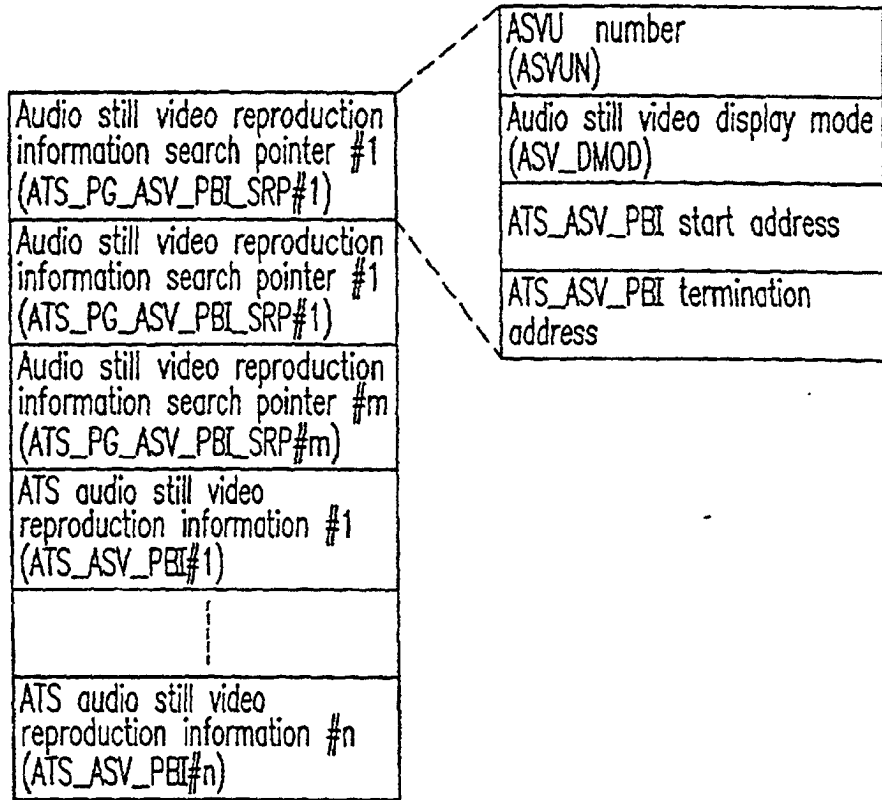 Audio still video reproduction
information search pointer #1
(ATS_PG_ASV_PBI_SRP#1)
Audio still video reproduction
information search pointer #1
(ATS_PG_ASV_PBI_SRP#1)
Audio still video reproduction
information search pointer #m
(ATS_PG_ASV_PBI_SRP#m)
ATS audio still video
reproduction information #1
(ATS_ASV_PBI#1)
ATS audio still video
reproduction information #n
(ATS_ASV_PBI#n)
ASVU number
(ASVUN)
Audio still video display mode
(ASV_DMOD)
ATS_ASV_PBI start address
ATS_ASV_PBI termination
address